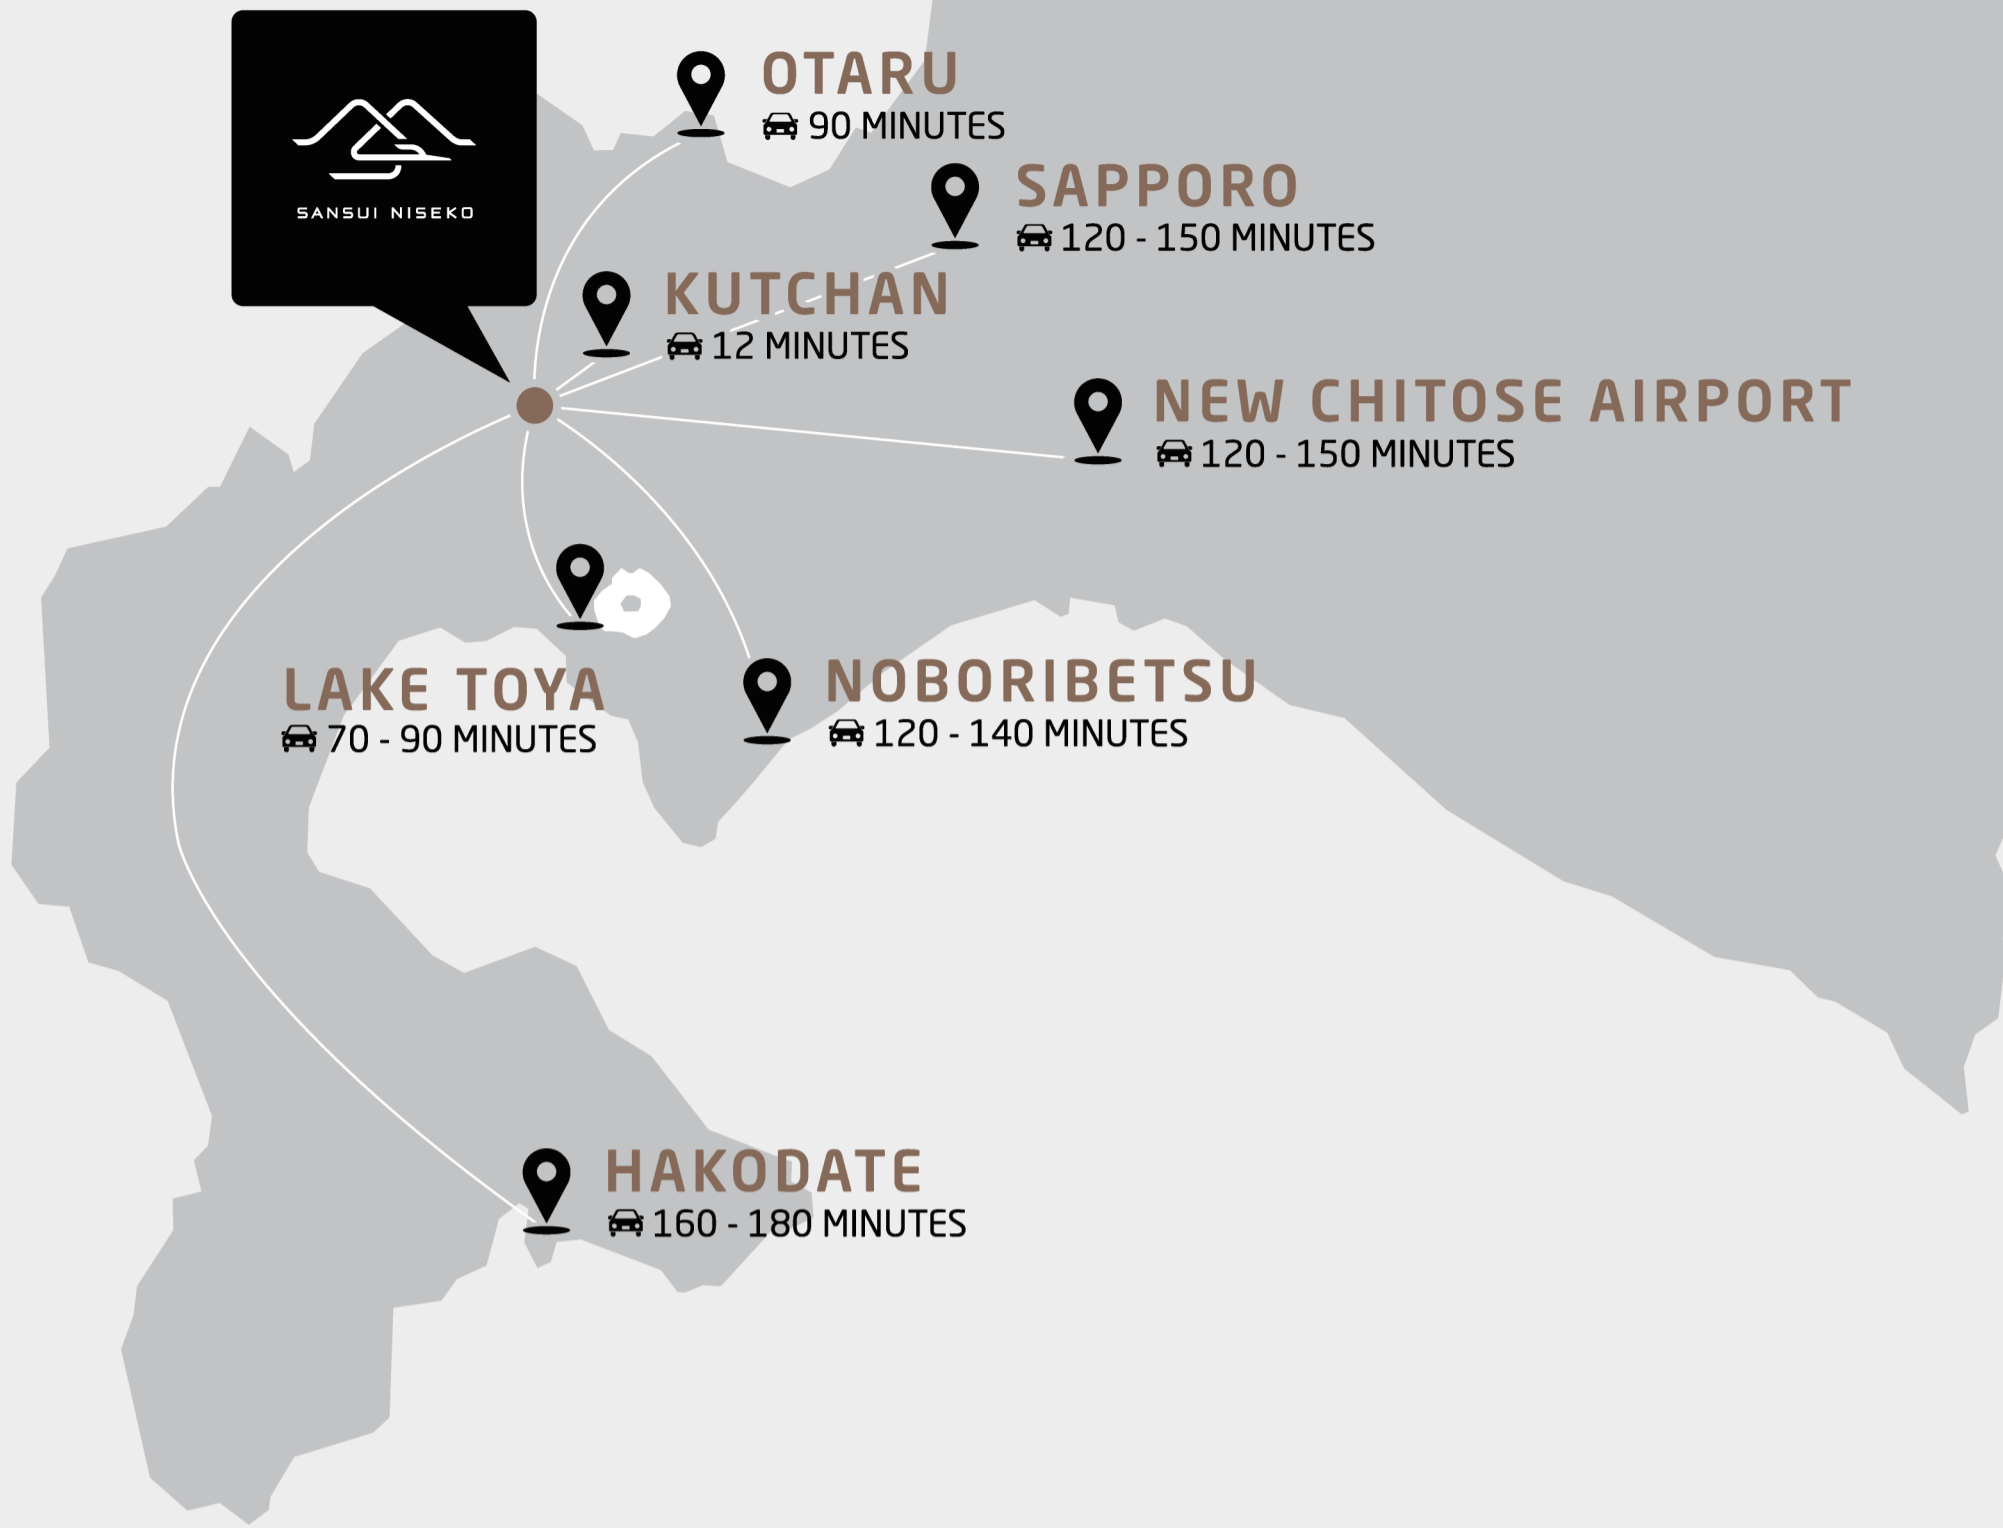 SANSUI NISEKO
OTARU
90 MINUTES
SAPPORO
120 - 150 MINUTES
KUTCHAN
12 MINUTES
NEW CHITOSE AIRPORT
120 - 150 MINUTES
LAKE TOYA
70 - 90 MINUTES
NOBORIBETSU
120 - 140 MINUTES
HAKODATE
160 - 180 MINUTES